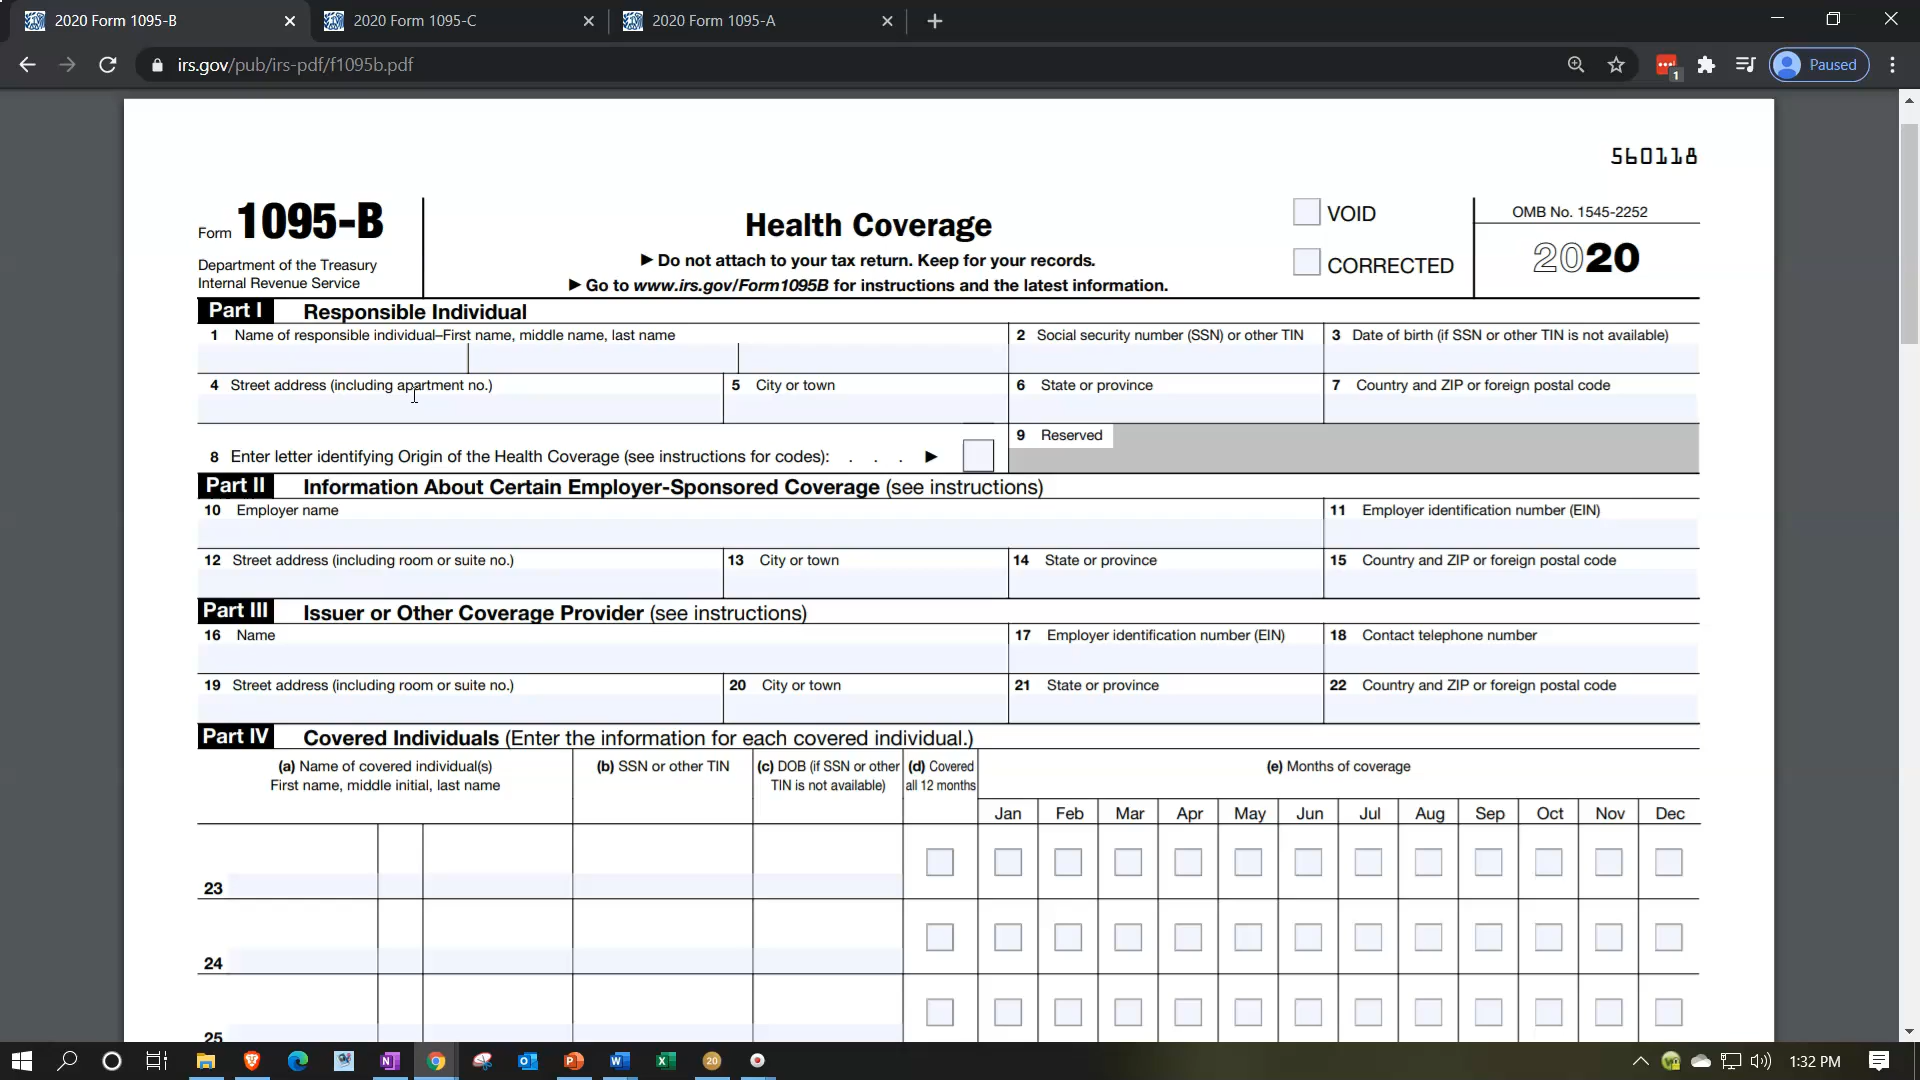 2020 Form 1095-B
2020 Form 1095-C
2020 Form 1095-A
irs.gov/pub/irs-pdf/f1095b.pdf
1
Paused
560118
Form 1095-B
Department of the Treasury
Internal Revenue Service
Health Coverage
▶ Do not attach to your tax return. Keep for your records.
▶ Go to www.irs.gov/Form1095B for instructions and the latest information.
VOID
CORRECTED
OMB No. 1545-2252
2020
Part I Responsible Individual
1 Name of responsible individual–First name, middle name, last name
2 Social security number (SSN) or other TIN
3 Date of birth (if SSN or other TIN is not available)
4 Street address (including apartment no.)
5 City or town
6 State or province
7 Country and ZIP or foreign postal code
8 Enter letter identifying Origin of the Health Coverage (see instructions for codes): . . . ▶
9 Reserved
Part II Information About Certain Employer-Sponsored Coverage (see instructions)
10 Employer name
11 Employer identification number (EIN)
12 Street address (including room or suite no.)
13 City or town
14 State or province
15 Country and ZIP or foreign postal code
Part III Issuer or Other Coverage Provider (see instructions)
16 Name
17 Employer identification number (EIN)
18 Contact telephone number
19 Street address (including room or suite no.)
20 City or town
21 State or province
22 Country and ZIP or foreign postal code
Part IV Covered Individuals (Enter the information for each covered individual.)
(a) Name of covered individual(s)
First name, middle initial, last name
(b) SSN or other TIN
(c) DOB (if SSN or other
TIN is not available)
(d) Covered
all 12 months
(e) Months of coverage
Jan Feb Mar Apr May Jun Jul Aug Sep Oct Nov Dec
23
24
25
20
1:32 PM